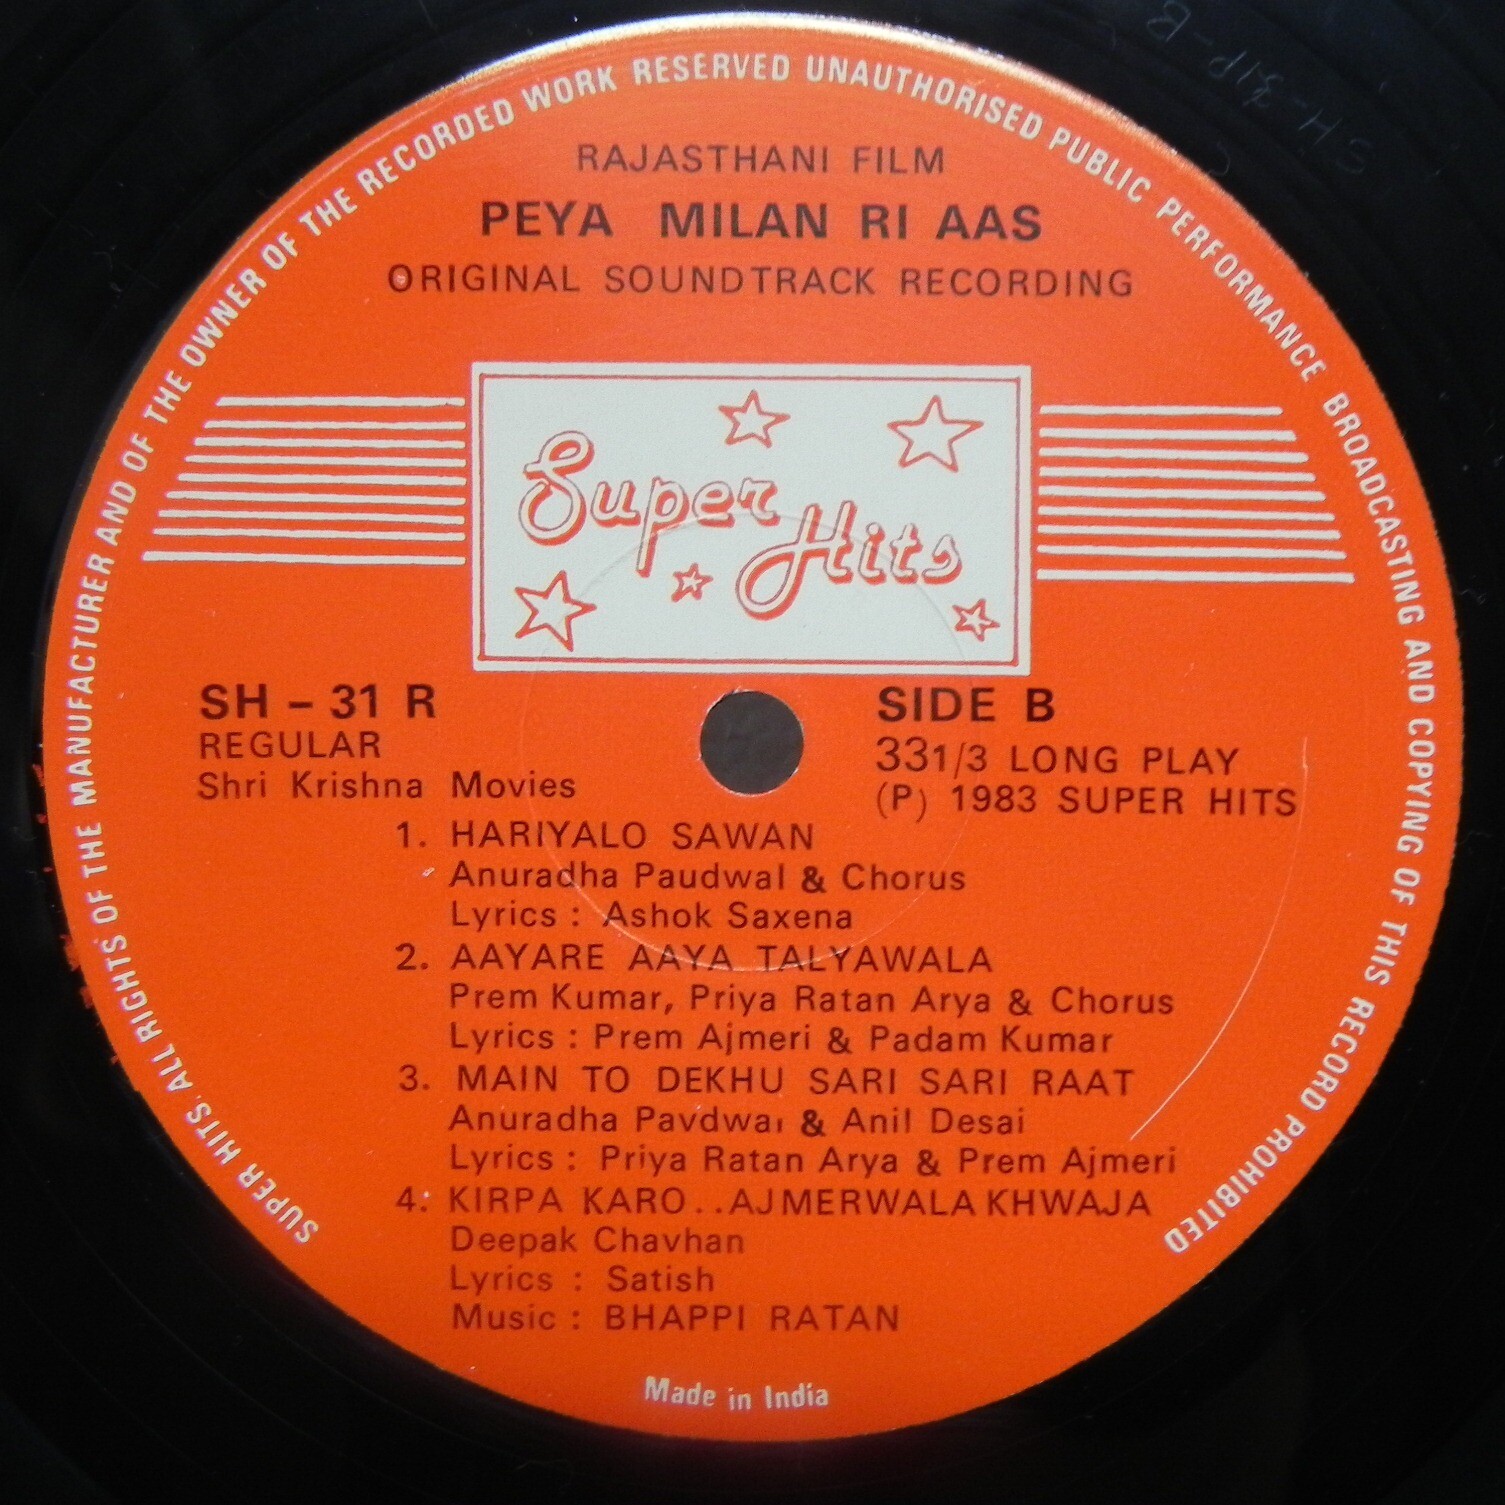 SUPER HITS. ALL RIGHTS OF THE MANUFACTURER AND OF THE OWNER OF THE RECORDED WORK RESERVED UNAUTHORISED PUBLIC PERFORMANCE BROADCASTING AND COPYING OF THIS RECORD PROHIBITED
SH-31P-B
RAJASTHANI FILM
PEYA MILAN RI AAS
ORIGINAL SOUNDTRACK RECORDING
Super Hits
SH – 31 R
REGULAR
Shri Krishna Movies
SIDE B
331/3 LONG PLAY
(P) 1983 SUPER HITS
1. HARIYALO SAWAN
Anuradha Paudwal & Chorus
Lyrics : Ashok Saxena
2. AAYARE AAYA TALYAWALA
Prem Kumar, Priya Ratan Arya & Chorus
Lyrics : Prem Ajmeri & Padam Kumar
3. MAIN TO DEKHU SARI SARI RAAT
Anuradha Pavdwaı & Anil Desai
Lyrics : Priya Ratan Arya & Prem Ajmeri
4: KIRPA KARO..AJMERWALA KHWAJA
Deepak Chavhan
Lyrics : Satish
Music : BHAPPI RATAN
Made in India